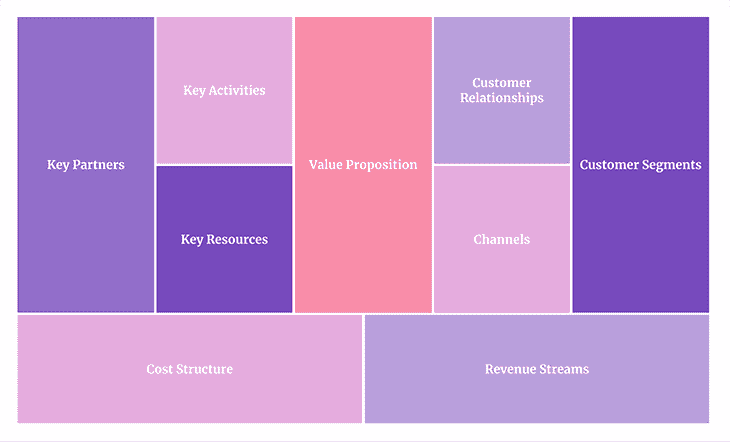 Key Partners
Key Activities
Key Resources
Value Proposition
Customer
Relationships
Channels
Customer Segments
Cost Structure
Revenue Streams